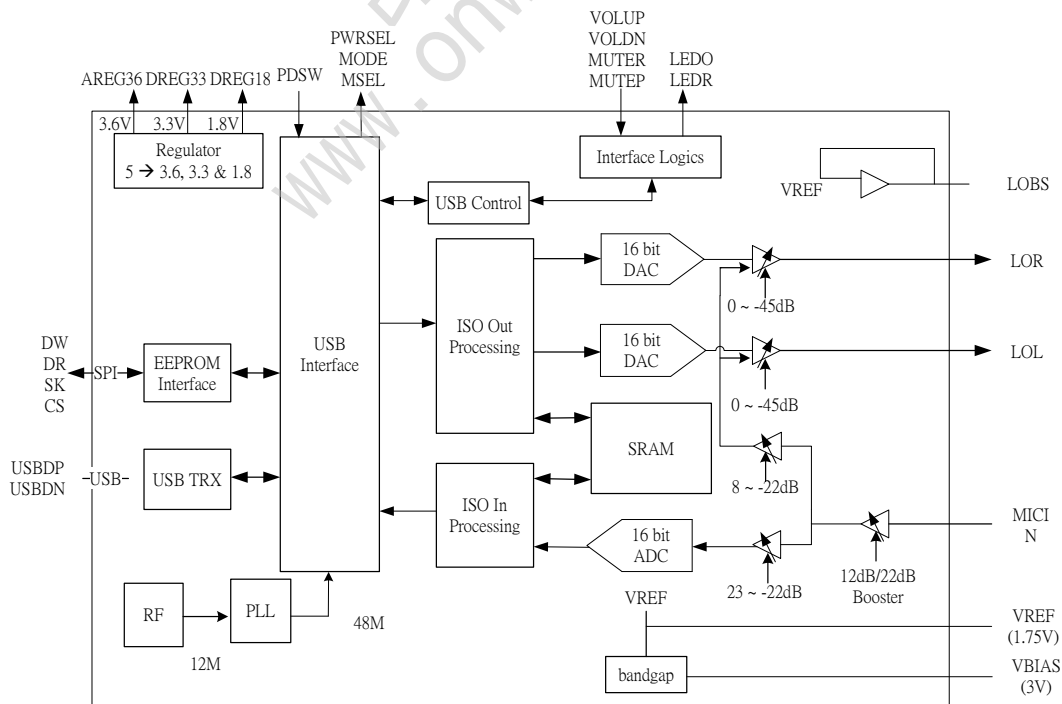 www.onw
VOLUP
VOLDN
MUTER
MUTEP
PWRSEL
MODE
MSEL
LEDO
LEDR
AREG36 DREG33 DREG18
PDSW
3.6V 3.3V 1.8V
Regulator
5 → 3.6, 3.3 & 1.8
Interface Logics
USB Control
VREF
LOBS
16 bit
DAC
LOR
0 ~ -45dB
USB
Interface
ISO Out
Processing
16 bit
DAC
LOL
0 ~ -45dB
DW
DR
SK
CS
SPI
EEPROM
Interface
SRAM
8 ~ -22dB
USBDP
USBDN
USB
USB TRX
ISO In
Processing
16 bit
ADC
23 ~ -22dB
12dB/22dB
Booster
MICI
N
RF
12M
PLL
48M
VREF
VREF
(1.75V)
bandgap
VBIAS
(3V)